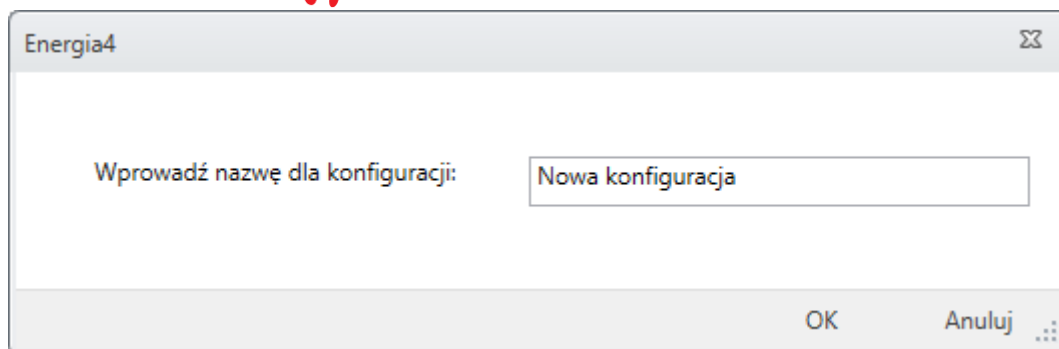 Energia4
Wprowadź nazwę dla konfiguracji:
Nowa konfiguracja
OK
Anuluj